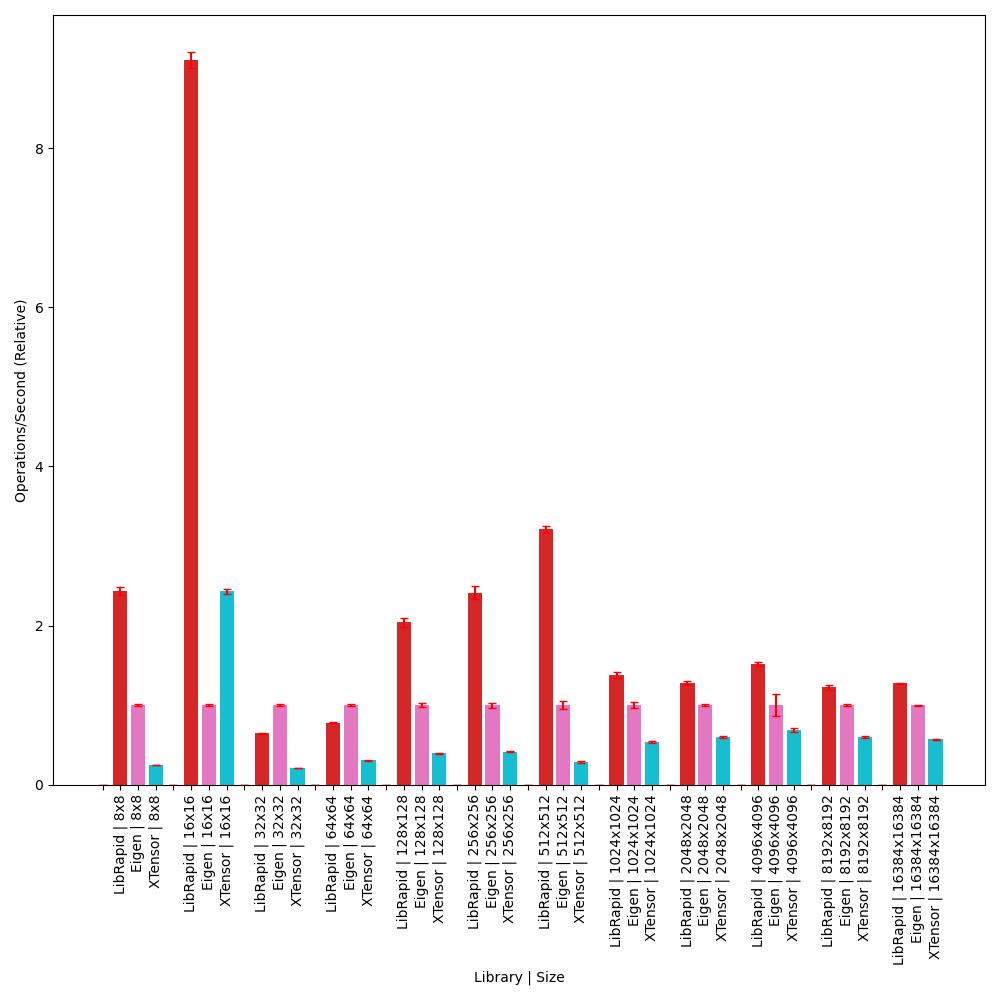 Operations/Second (Relative)
8
6
4
2
0
LibRapid | 8x8
Eigen | 8x8
XTensor | 8x8
LibRapid | 16x16
Eigen | 16x16
XTensor | 16x16
LibRapid | 32x32
Eigen | 32x32
XTensor | 32x32
LibRapid | 64x64
Eigen | 64x64
XTensor | 64x64
LibRapid | 128x128
Eigen | 128x128
XTensor | 128x128
LibRapid | 256x256
Eigen | 256x256
XTensor | 256x256
LibRapid | 512x512
Eigen | 512x512
XTensor | 512x512
LibRapid | 1024x1024
Eigen | 1024x1024
XTensor | 1024x1024
LibRapid | 2048x2048
Eigen | 2048x2048
XTensor | 2048x2048
LibRapid | 4096x4096
Eigen | 4096x4096
XTensor | 4096x4096
LibRapid | 8192x8192
Eigen | 8192x8192
XTensor | 8192x8192
LibRapid | 16384x16384
Eigen | 16384x16384
XTensor | 16384x16384
Library | Size